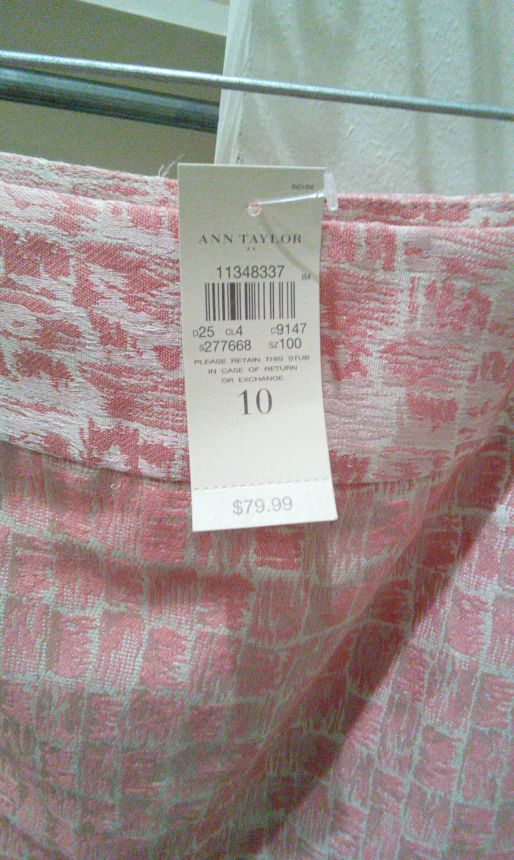 ANN TAYLOR
11348337
84
D25 CL4 C9147
S277668 SZ100
PLEASE RETAIN THIS STUB
IN CASE OF RETURN
OR EXCHANGE.
10
$79.99